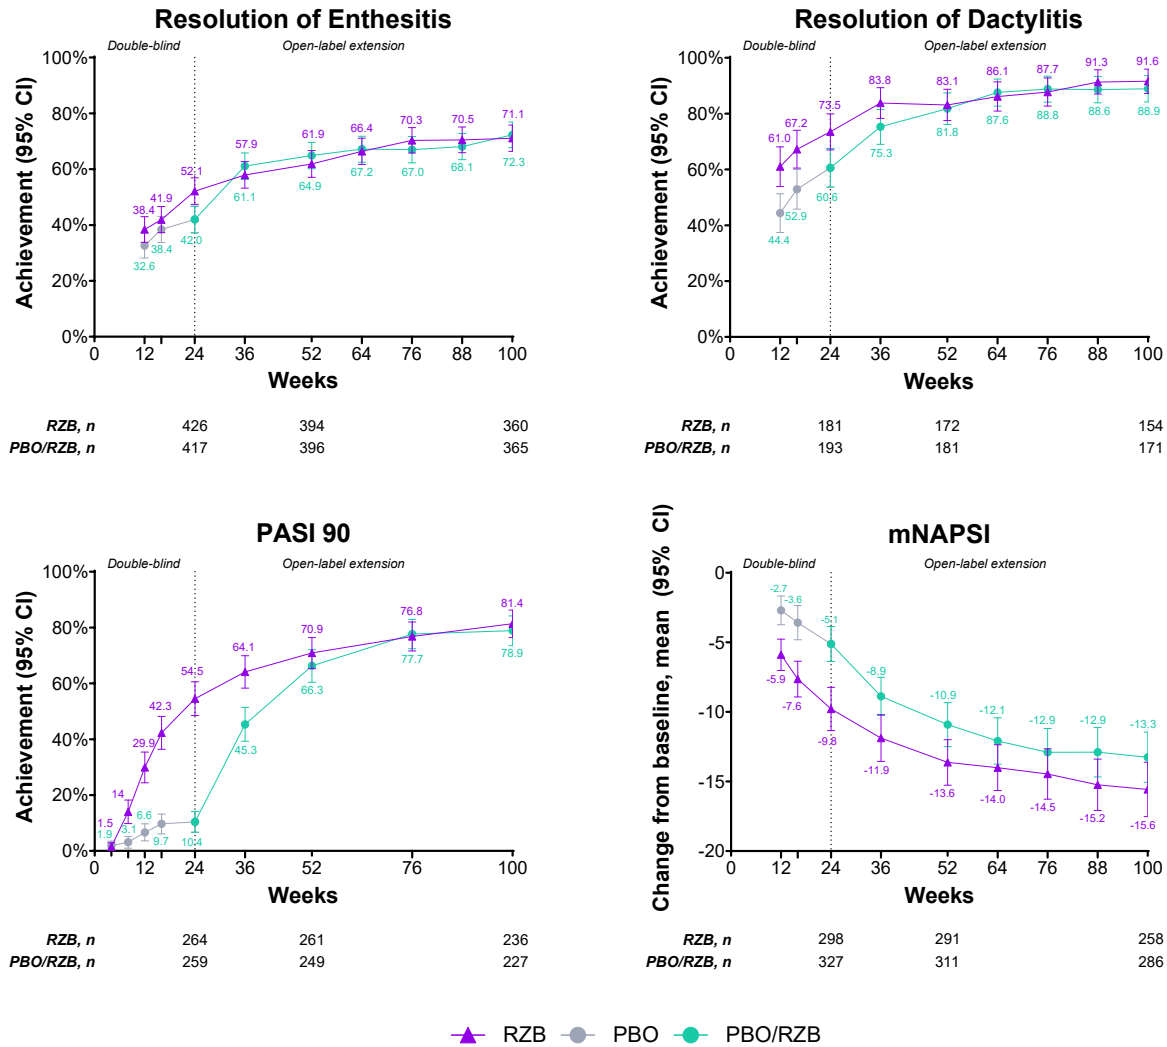 Resolution of Enthesitis
Double-blind Open-label extension
Achievement (95% CI)
100%
80%
60%
40%
20%
0%
38.4 41.9 52.1 57.9 61.9 66.4 70.3 70.5 71.1
32.6 38.4 42.0 61.1 64.9 67.2 67.0 68.1 72.3
0 12 24 36 52 64 76 88 100
Weeks
RZB, n 426 394 360
PBO/RZB, n 417 396 365
Resolution of Dactylitis
Double-blind Open-label extension
Achievement (95% CI)
100%
80%
60%
40%
20%
0%
61.0 67.2 73.5 83.8 83.1 86.1 87.7 91.3 91.6
44.4 52.9 60.6 75.3 81.8 87.6 88.8 88.6 88.9
0 12 24 36 52 64 76 88 100
Weeks
RZB, n 181 172 154
PBO/RZB, n 193 181 171
PASI 90
Double-blind Open-label extension
Achievement (95% CI)
100%
80%
60%
40%
20%
0%
1.5 14 29.9 42.3 54.5 64.1 70.9 76.8 81.4
1.9 3.1 6.6 9.7 10.4 45.3 66.3 77.7 78.9
0 12 24 36 52 76 100
Weeks
RZB, n 264 261 236
PBO/RZB, n 259 249 227
mNAPSI
Double-blind Open-label extension
Change from baseline, mean (95% CI)
0
-5
-10
-15
-20
-2.7 -3.6 -5.1 -8.9 -10.9 -12.1 -12.9 -12.9 -13.3
-5.9 -7.6 -9.8 -11.9 -13.6 -14.0 -14.5 -15.2 -15.6
0 12 24 36 52 64 76 88 100
Weeks
RZB, n 298 291 258
PBO/RZB, n 327 311 286
RZB PBO PBO/RZB